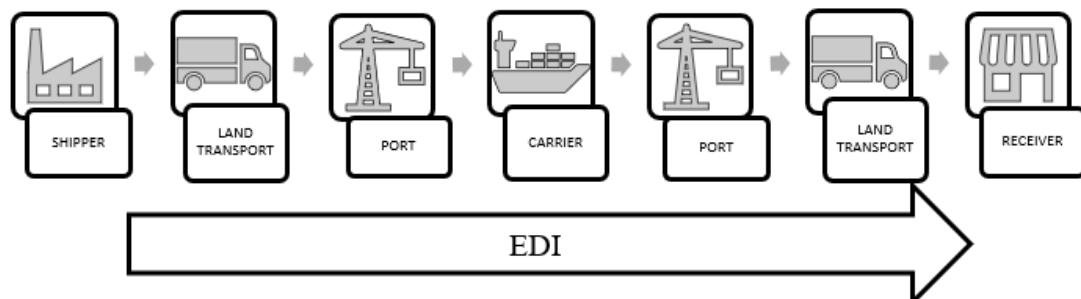 SHIPPER
LAND
TRANSPORT
PORT
CARRIER
PORT
LAND
TRANSPORT
RECEIVER
EDI